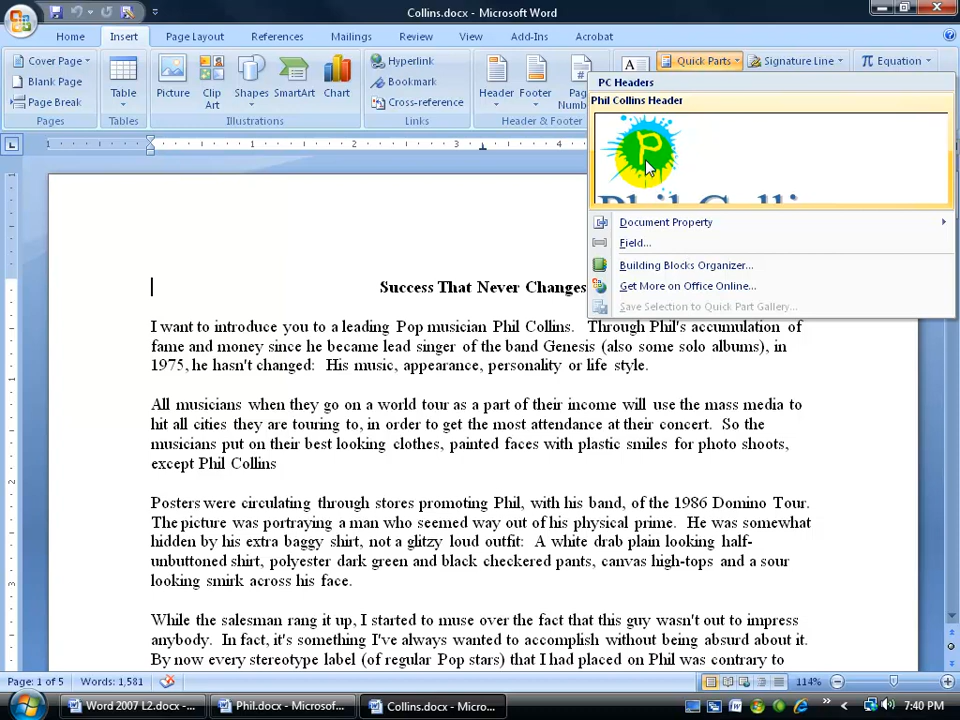 Collins.docx - Microsoft Word
Home Insert Page Layout References Mailings Review View Add-Ins Acrobat
Cover Page
Blank Page
Page Break
Pages
Table
Tables
Picture
Clip
Art
Shapes
SmartArt
Chart
Illustrations
Hyperlink
Bookmark
Cross-reference
Links
Header
Footer
Page
Num
Header & Footer
A
Quick Parts
Signature Line
Equation
PC Headers
Phil Collins Header
P
Phil Collins
Document Property
Field...
Building Blocks Organizer...
Get More on Office Online...
Save Selection to Quick Part Gallery...
1 1 2 3 4
Success That Never Changes
I want to introduce you to a leading Pop musician Phil Collins. Through Phil's accumulation of
fame and money since he became lead singer of the band Genesis (also some solo albums), in
1975, he hasn't changed: His music, appearance, personality or life style.
All musicians when they go on a world tour as a part of their income will use the mass media to
hit all cities they are touring to, in order to get the most attendance at their concert. So the
musicians put on their best looking clothes, painted faces with plastic smiles for photo shoots,
except Phil Collins
Posters were circulating through stores promoting Phil, with his band, of the 1986 Domino Tour.
The picture was portraying a man who seemed way out of his physical prime. He was somewhat
hidden by his extra baggy shirt, not a glitzy loud outfit: A white drab plain looking half-
unbuttoned shirt, polyester dark green and black checkered pants, canvas high-tops and a sour
looking smirk across his face.
While the salesman rang it up, I started to muse over the fact that this guy wasn't out to impress
anybody. In fact, it's something I've always wanted to accomplish without being absurd about it.
By now every stereotype label (of regular Pop stars) that I had placed on Phil was contrary to
Page: 1 of 5 Words: 1,581 114%
Word 2007 L2.docx -... Phil.docx - Microsof... Collins.docx - Micro... 7:40 PM